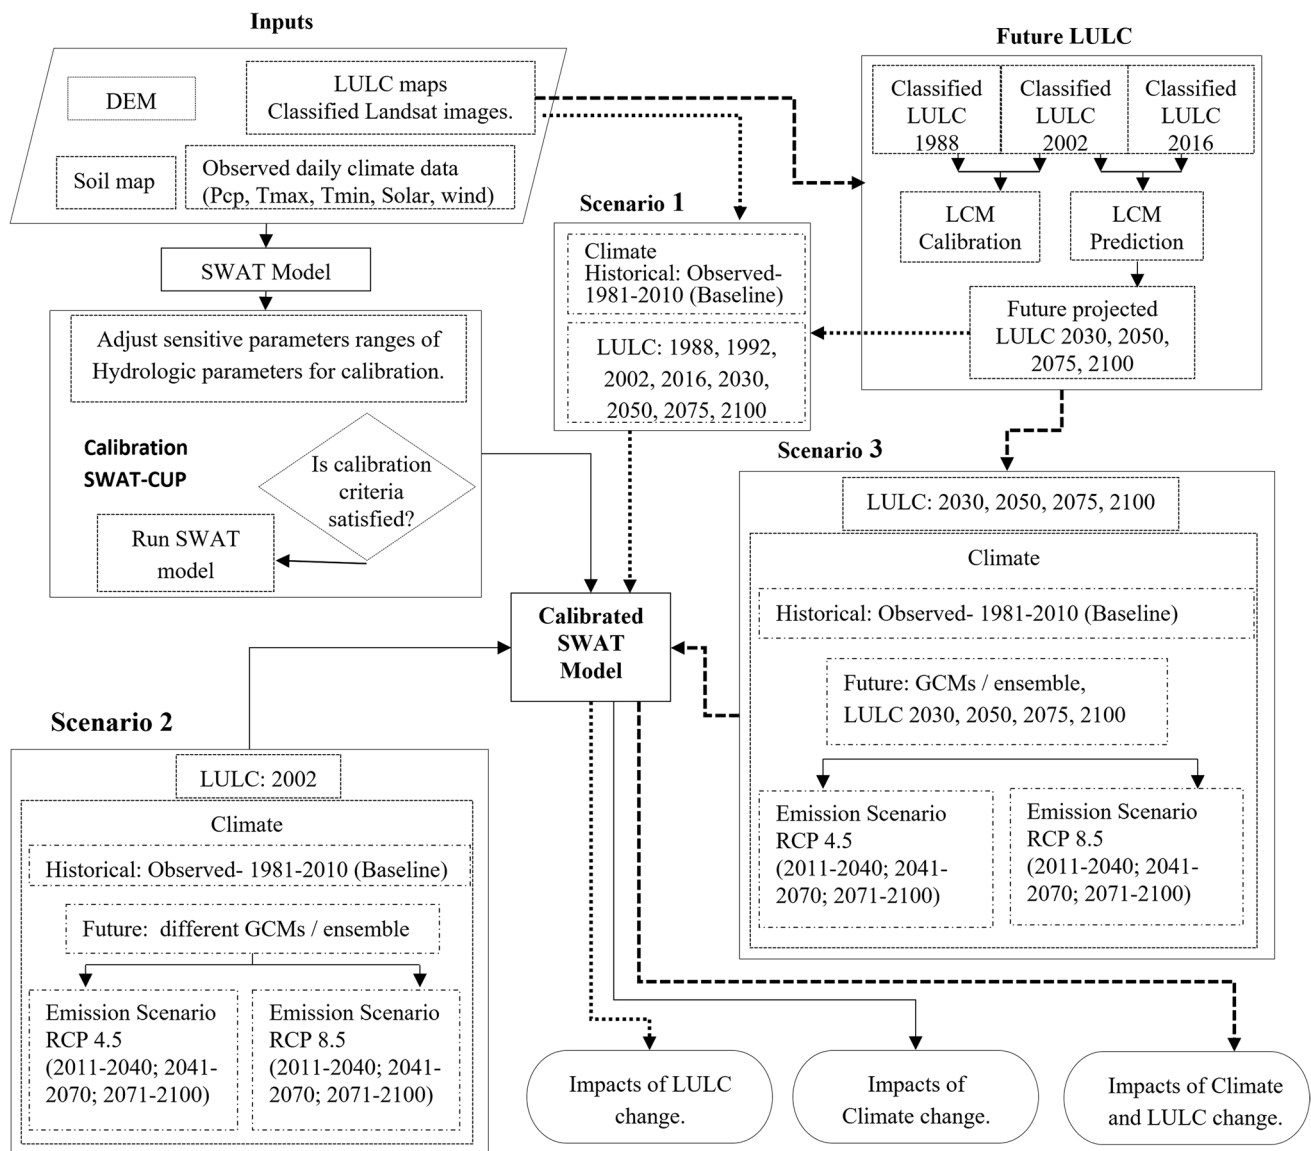 Inputs
DEM
LULC maps
Classified Landsat images.
Soil map
Observed daily climate data
(Pcp, Tmax, Tmin, Solar, wind)
SWAT Model
Adjust sensitive parameters ranges of
Hydrologic parameters for calibration.
Calibration
SWAT-CUP
Is calibration
criteria
satisfied?
Run SWAT
model
Scenario 1
Climate
Historical: Observed-
1981-2010 (Baseline)
LULC: 1988, 1992,
2002, 2016, 2030,
2050, 2075, 2100
Future LULC
Classified
LULC
1988
Classified
LULC
2002
Classified
LULC
2016
LCM
Calibration
LCM
Prediction
Future projected
LULC 2030, 2050,
2075, 2100
Scenario 3
LULC: 2030, 2050, 2075, 2100
Climate
Historical: Observed- 1981-2010 (Baseline)
Future: GCMs / ensemble,
LULC 2030, 2050, 2075, 2100
Emission Scenario
RCP 4.5
(2011-2040; 2041-
2070; 2071-2100)
Emission Scenario
RCP 8.5
(2011-2040; 2041-
2070; 2071-2100)
Calibrated
SWAT
Model
Scenario 2
LULC: 2002
Climate
Historical: Observed- 1981-2010 (Baseline)
Future: different GCMs / ensemble
Emission Scenario
RCP 4.5
(2011-2040; 2041-
2070; 2071-2100)
Emission Scenario
RCP 8.5
(2011-2040; 2041-
2070; 2071-2100)
Impacts of LULC
change.
Impacts of
Climate change.
Impacts of Climate
and LULC change.